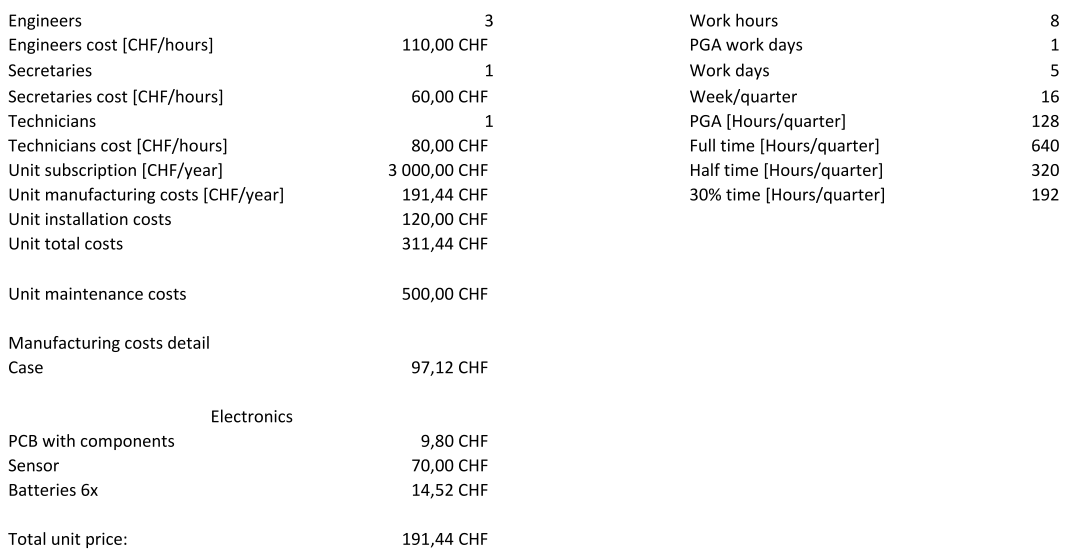 Engineers 3 Work hours 8
Engineers cost [CHF/hours] 110,00 CHF PGA work days 1
Secretaries 1 Work days 5
Secretaries cost [CHF/hours] 60,00 CHF Week/quarter 16
Technicians 1 PGA [Hours/quarter] 128
Technicians cost [CHF/hours] 80,00 CHF Full time [Hours/quarter] 640
Unit subscription [CHF/year] 3 000,00 CHF Half time [Hours/quarter] 320
Unit manufacturing costs [CHF/year] 191,44 CHF 30% time [Hours/quarter] 192
Unit installation costs 120,00 CHF
Unit total costs 311,44 CHF
Unit maintenance costs 500,00 CHF
Manufacturing costs detail
Case 97,12 CHF
Electronics
PCB with components 9,80 CHF
Sensor 70,00 CHF
Batteries 6x 14,52 CHF
Total unit price: 191,44 CHF